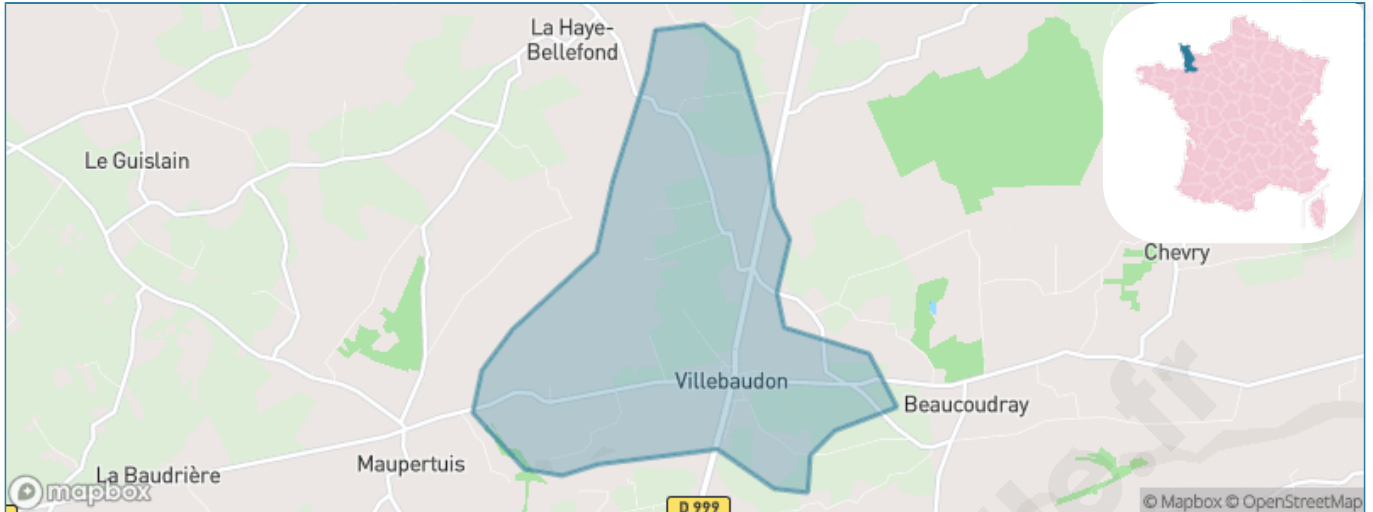 La Haye-
Bellefond
Le Guislain
Chevry
Villebaudon
Beaucoudray
Maupertuis
La Baudrière
mapbox
D 999
© Mapbox © OpenStreetMap